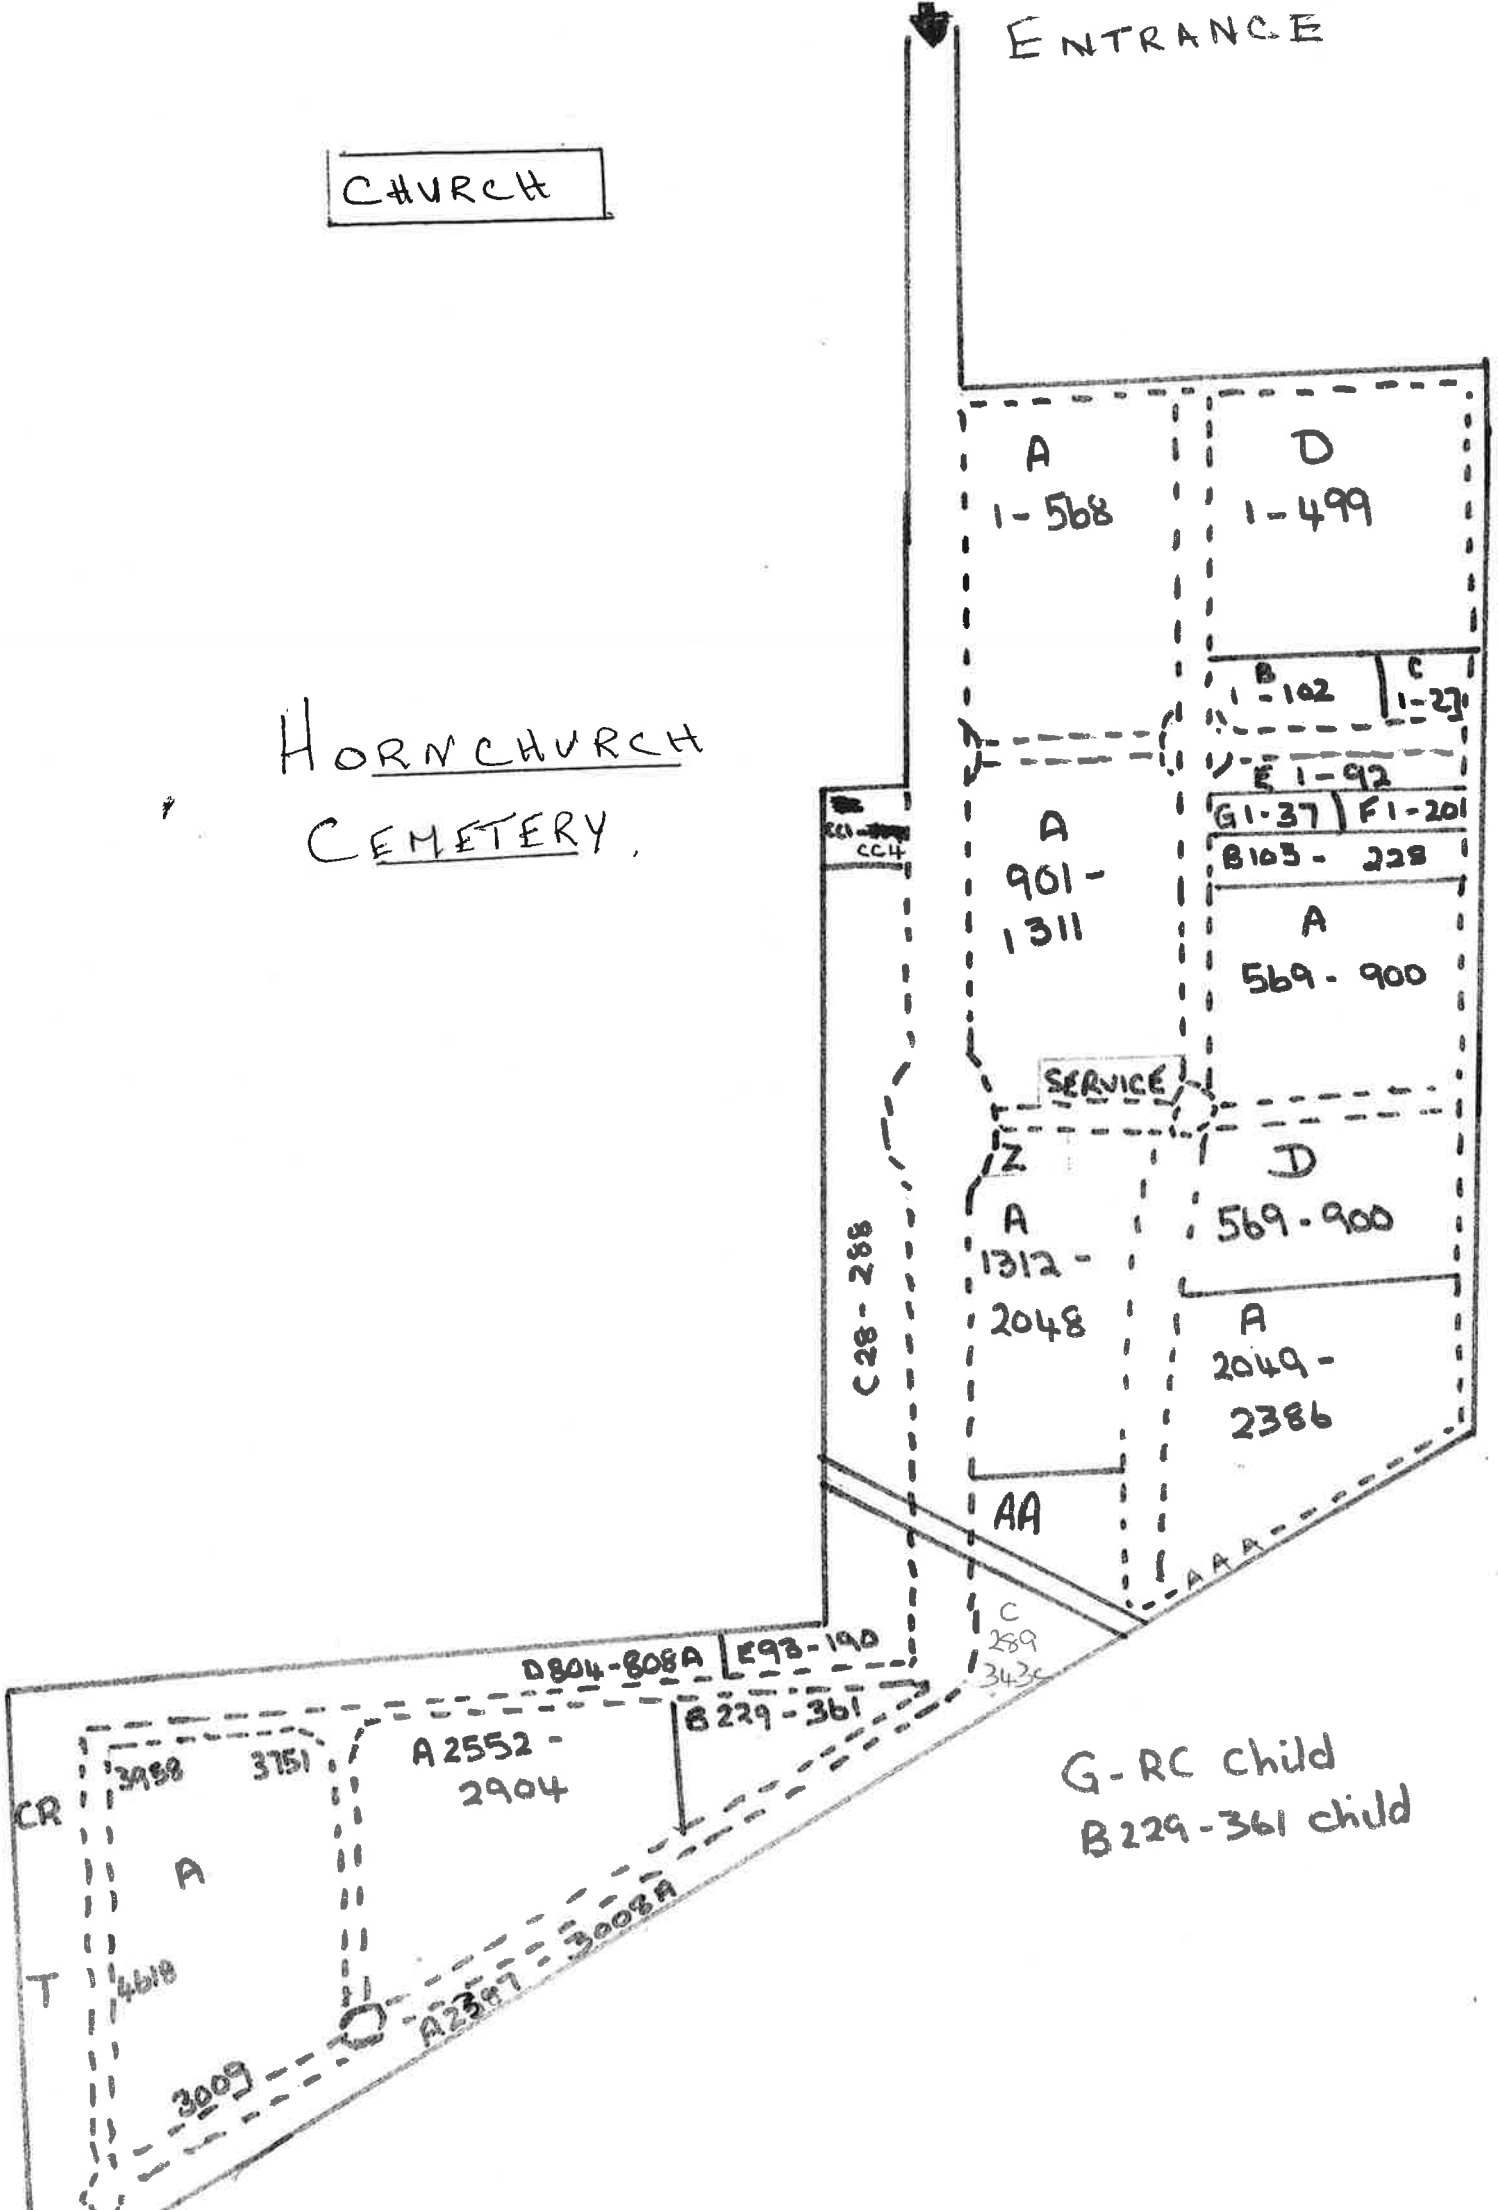 ENTRANCE
CHURCH
HORNCHURCH
CEMETERY.
A
1-568
D
1-499
B
1-102
C
1-27
E 1-92
G1-37
F1-201
B103- 228
CC1-
CC4
A
901-
1311
A
569-900
SERVICE
Z
A
1312-
2048
D
569-900
C28-288
A
2049-
2386
AA
A A A
C
289
343c
D804-808A
E93-190
B229-361
A2552-
2904
3958
3751
CR
A
T
4618
3009
A2387-3008A
G-RC Child
B229-361 child